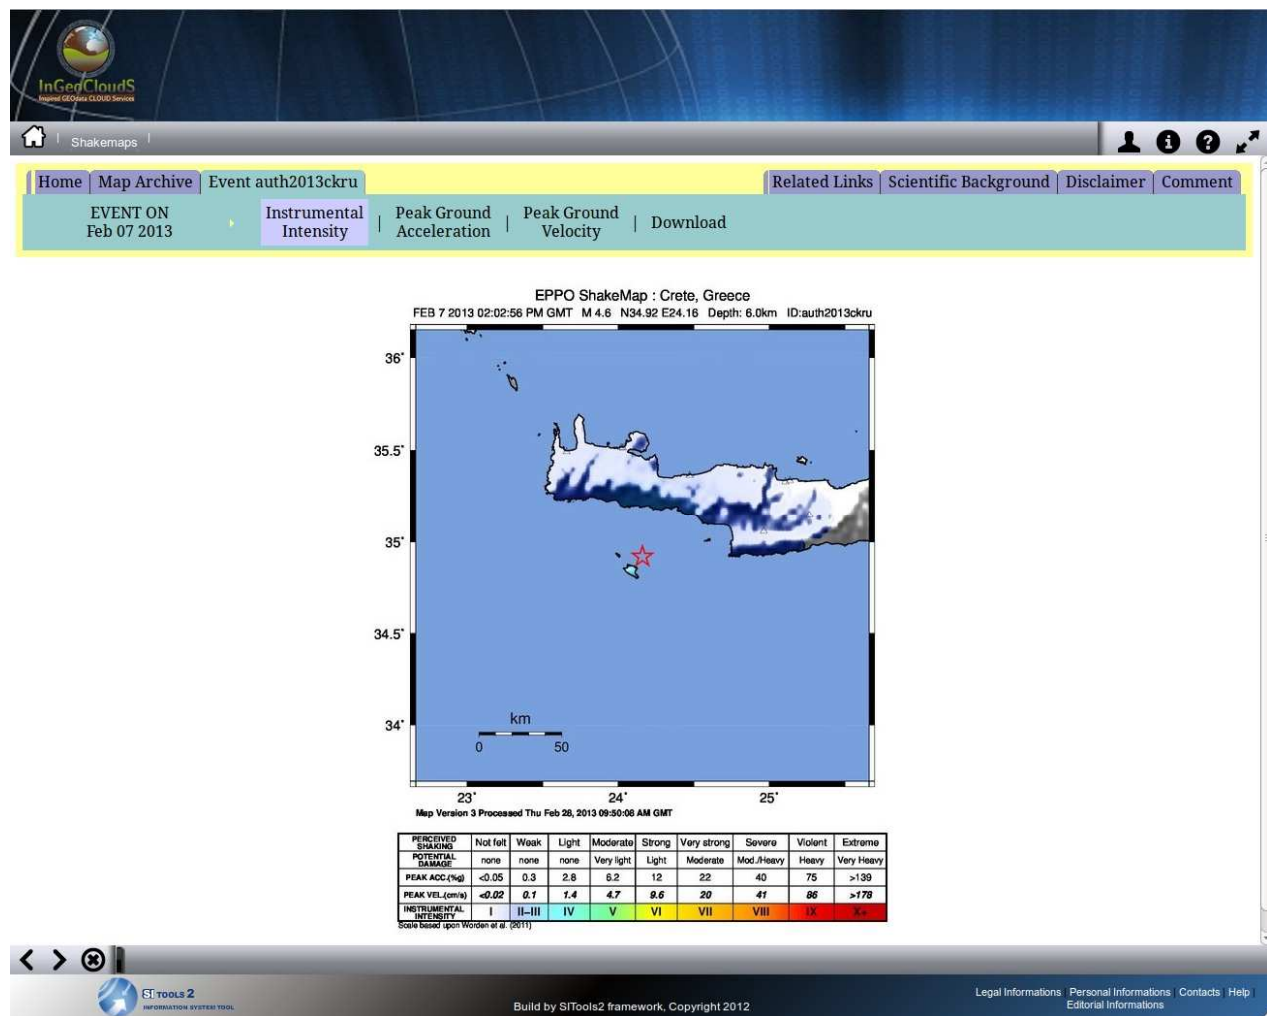 InGeoCloudS
Inspired GEOdata CLOUD Services
Shakemaps
Home Map Archive Event auth2013ckru Related Links Scientific Background Disclaimer Comment
EVENT ON
Feb 07 2013
Instrumental
Intensity
Peak Ground
Acceleration
Peak Ground
Velocity
Download
EPPO ShakeMap : Crete, Greece
FEB 7 2013 02:02:56 PM GMT M 4.6 N34.92 E24.16 Depth: 6.0km ID:auth2013ckru
36°
35.5°
35°
34.5°
34°
km
0 50
23° 24° 25°
Map Version 3 Processed Thu Feb 28, 2013 09:50:08 AM GMT
PERCEIVED SHAKING Not felt Weak Light Moderate Strong Very strong Severe Violent Extreme
POTENTIAL DAMAGE none none none Very light Light Moderate Mod./Heavy Heavy Very Heavy
PEAK ACC.(%g) <0.05 0.3 2.8 6.2 12 22 40 75 >139
PEAK VEL.(cm/s) <0.02 0.1 1.4 4.7 9.6 20 41 86 >178
INSTRUMENTAL INTENSITY I II–III IV V VI VII VIII IX X+
Scale based upon Worden et al. (2011)
SI TOOLS 2
INFORMATION SYSTEM TOOL
Build by SITools2 framework, Copyright 2012
Legal Informations | Personal Informations | Contacts | Help |
Editorial Informations